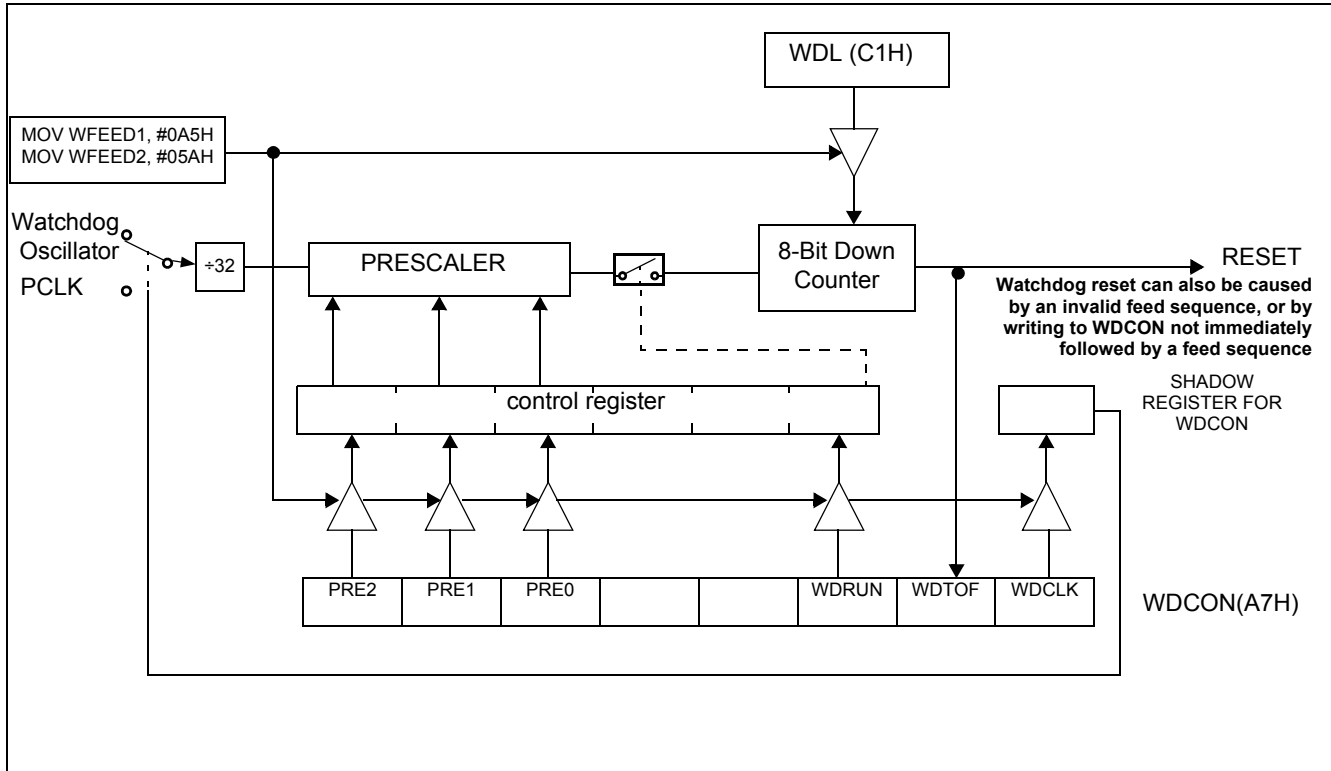 WDL (C1H)
MOV WFEED1, #0A5H
MOV WFEED2, #05AH
Watchdog
Oscillator
PCLK
÷32
PRESCALER
8-Bit Down
Counter
RESET
Watchdog reset can also be caused
by an invalid feed sequence, or by
writing to WDCON not immediately
followed by a feed sequence
control register
SHADOW
REGISTER FOR
WDCON
PRE2
PRE1
PRE0
WDRUN
WDTOF
WDCLK
WDCON(A7H)